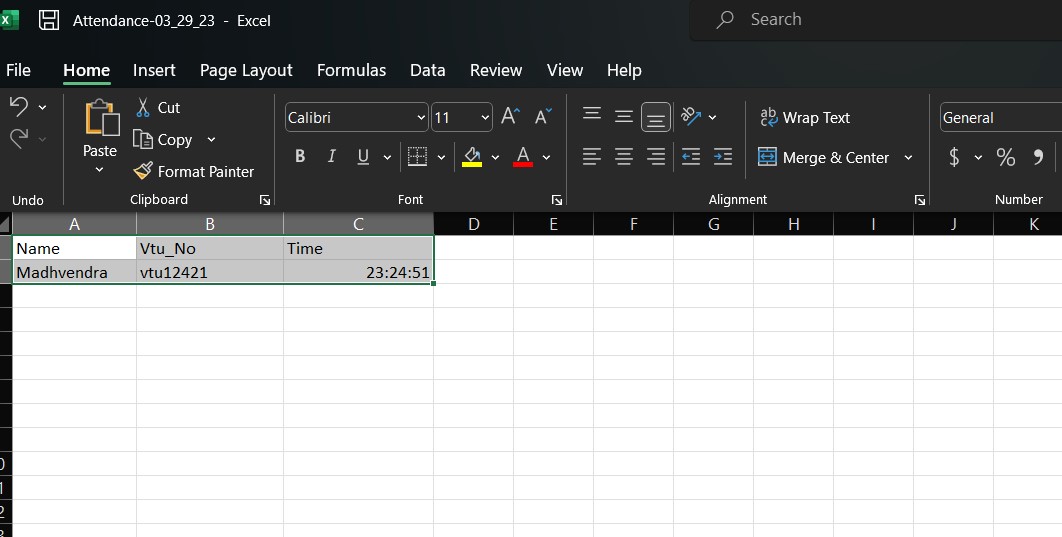 X Attendance-03_29_23 - Excel Search
File Home Insert Page Layout Formulas Data Review View Help
Cut
Calibri 11 A A ab Wrap Text General
Copy
Paste
B I U A Merge & Center $ % 9
Format Painter
Undo Clipboard Font Alignment Number
A B C D E F G H I J K
Name Vtu_No Time
Madhvendra vtu12421 23:24:51